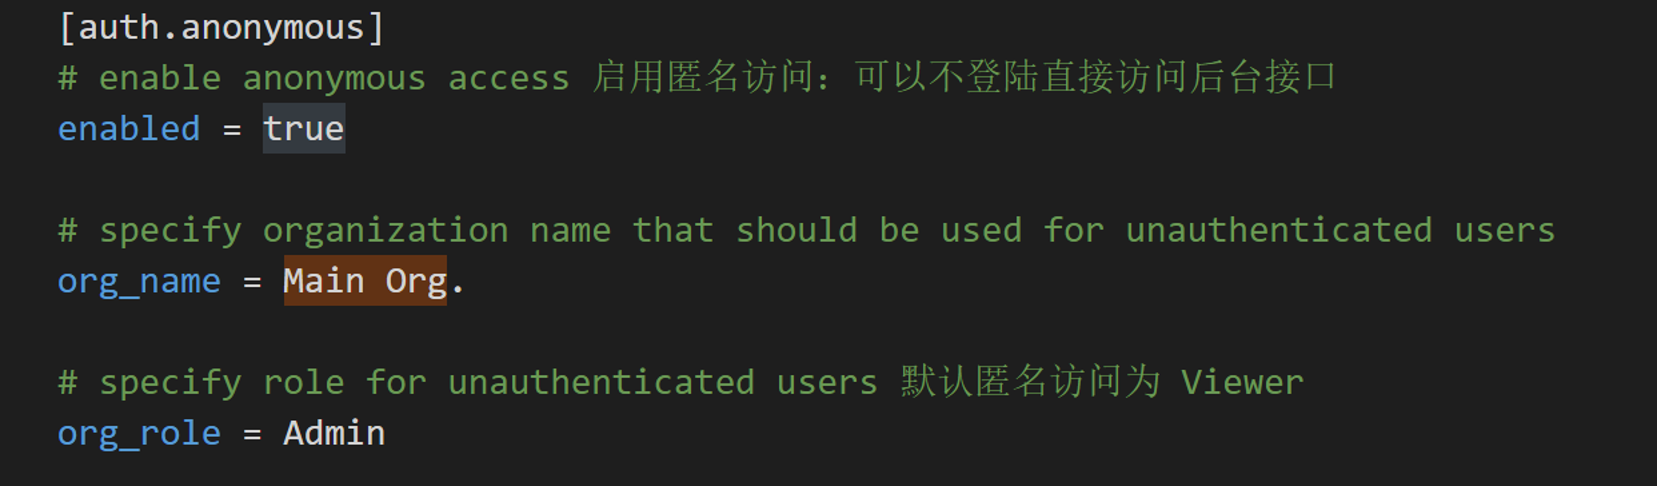 [auth.anonymous]
# enable anonymous access 启用匿名访问：可以不登陆直接访问后台接口
enabled = true
# specify organization name that should be used for unauthenticated users
org_name = Main Org.
# specify role for unauthenticated users 默认匿名访问为 Viewer
org_role = Admin